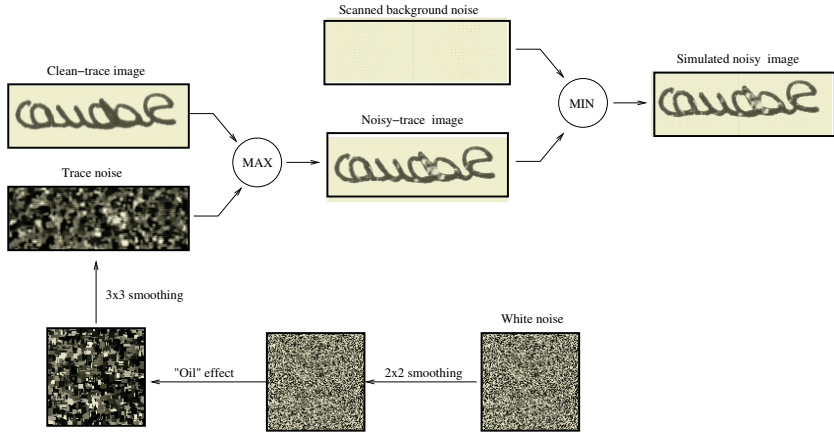 Scanned background noise
Simulated noisy image
Clean−trace image
MIN
Noisy−trace image
Trace noise
MAX
3x3 smoothing
White noise
"Oil" effect
2x2 smoothing